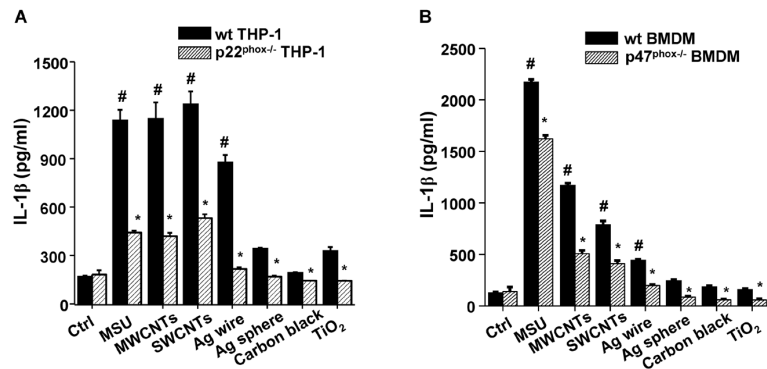 A
wt THP-1
p22phox-/- THP-1
IL-1β (pg/ml)
1500
1200
900
600
300
0
# # # #
* * * * * * *
Ctrl
MSU
MWCNTs
SWCNTs
Ag wire
Ag sphere
Carbon black
TiO2
B
wt BMDM
p47phox-/- BMDM
IL-1β (pg/ml)
2500
2000
1500
1000
500
0
# # # #
* * * * * * *
Ctrl
MSU
MWCNTs
SWCNTs
Ag wire
Ag sphere
Carbon black
TiO2